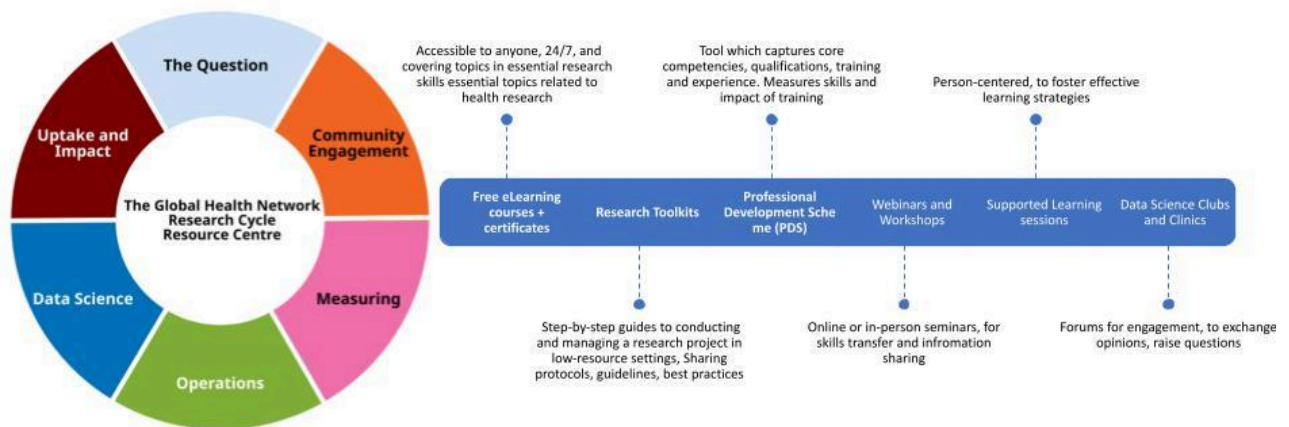 The Question
Community
Engagement
Measuring
Operations
Data Science
Uptake and
Impact
The Global Health Network
Research Cycle
Resource Centre
Accessible to anyone, 24/7, and
covering topics in essential research
skills essential topics related to
health research
Tool which captures core
competencies, qualifications, training
and experience. Measures skills and
impact of training
Person-centered, to foster effective
learning strategies
Free eLearning
courses +
certificates
Research Toolkits
Professional
Development Sche
me (PDS)
Webinars and
Workshops
Supported Learning
sessions
Data Science Clubs
and Clinics
Step-by-step guides to conducting
and managing a research project in
low-resource settings, Sharing
protocols, guidelines, best practices
Online or in-person seminars, for
skills transfer and infromation
sharing
Forums for engagement, to exchange
opinions, raise questions